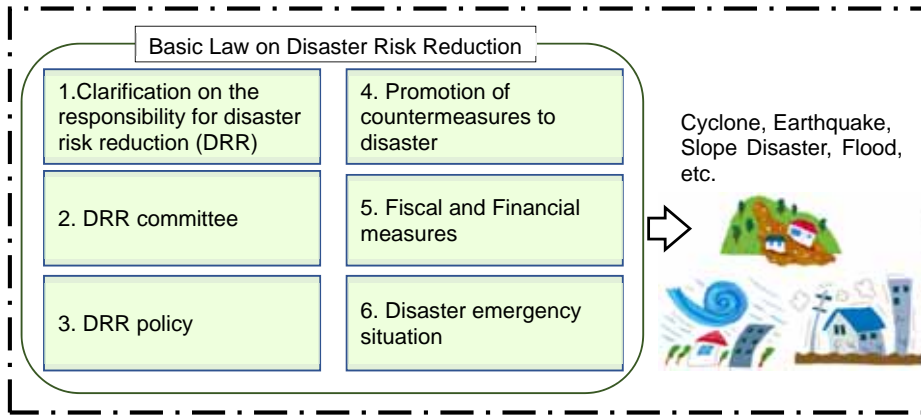 Basic Law on Disaster Risk Reduction
1.Clarification on the
responsibility for disaster
risk reduction (DRR)
2. DRR committee
3. DRR policy
4. Promotion of
countermeasures to
disaster
5. Fiscal and Financial
measures
6. Disaster emergency
situation
Cyclone, Earthquake,
Slope Disaster, Flood,
etc.